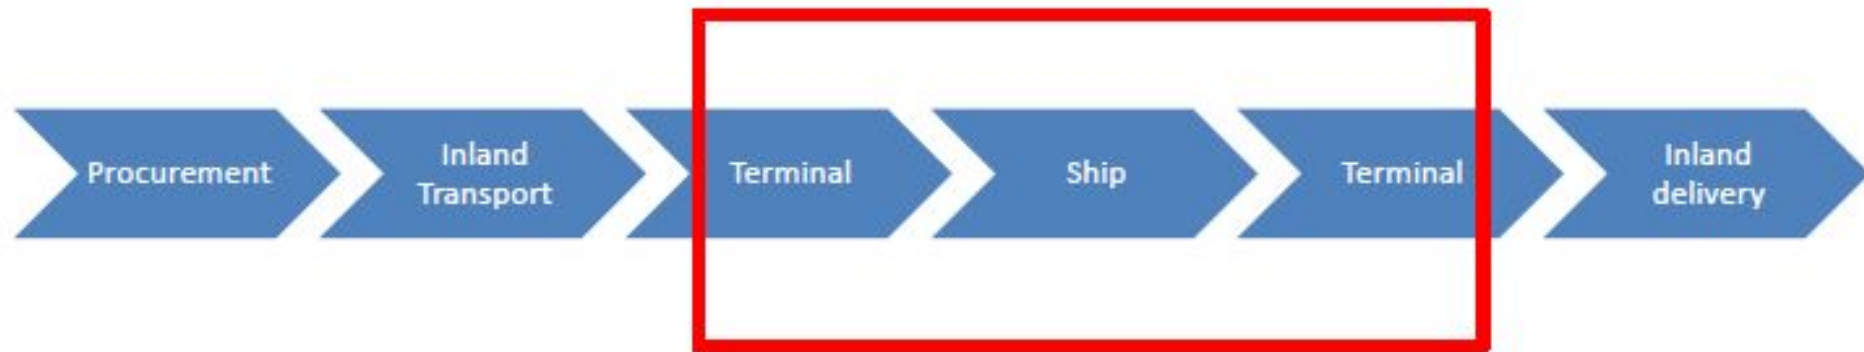 Procurement
Inland
Transport
Terminal
Ship
Terminal
Inland
delivery